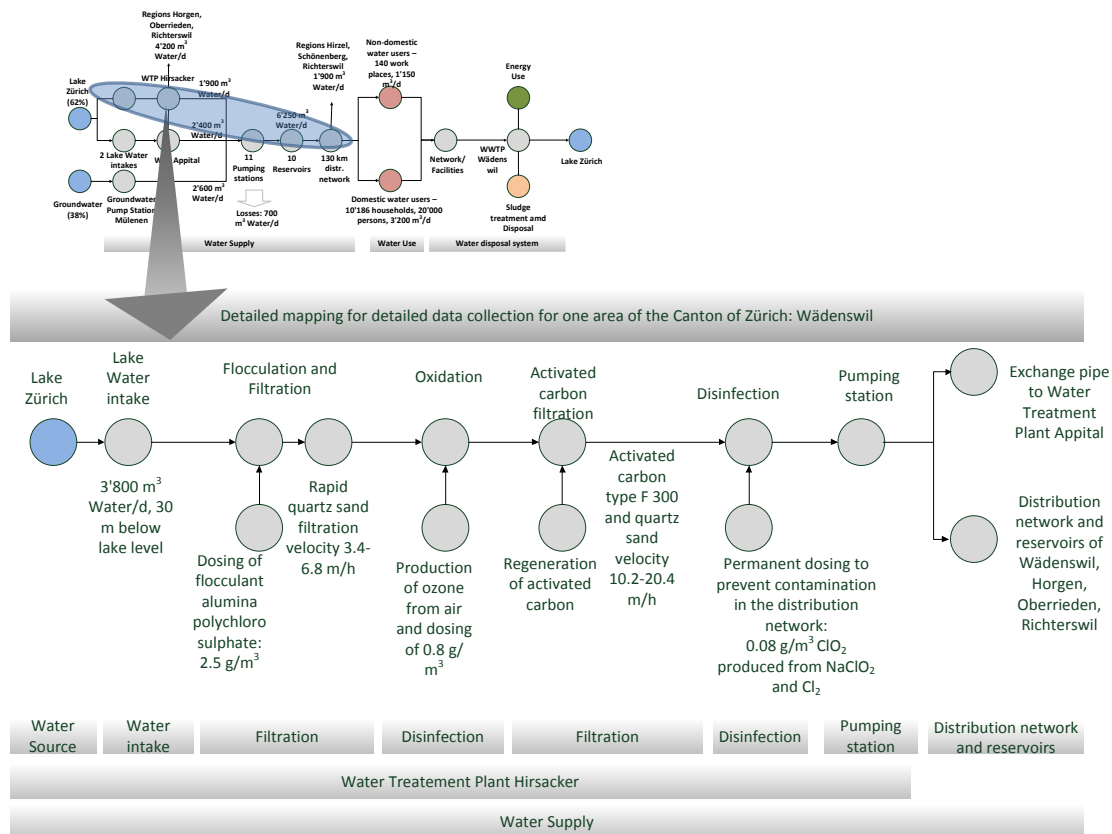 Regions Horgen,
Oberrieden,
Richterswil
4'200 m³
Water/d
Regions Hirzel,
Schönenberg,
Richterswil
1'900 m³
Water/d
Non-domestic
water users –
140 work
places, 1'150
m³/d
Energy
Use
Lake
Zürich
(62%)
WTP Hirsacker
1'900 m³
Water/d
2'400 m³
Water/d
6'250 m³
Water/d
2 Lake Water
intakes
Appital
11
Pumping
stations
10
Reservoirs
130 km
distr.
network
Network/
Facilities
WWTP
Wädens
wil
Lake Zürich
Groundwater
(38%)
Groundwater
Pump Station
Mülenen
2'600 m³
Water/d
Losses: 700
m³ Water/d
Domestic water users –
10'186 households, 20'000
persons, 3'200 m³/d
Sludge
treatment amd
Disposal
Water Supply
Water Use
Water disposal system
Detailed mapping for detailed data collection for one area of the Canton of Zürich: Wädenswil
Lake
Zürich
Lake
Water
intake
Flocculation and
Filtration
Oxidation
Activated
carbon
filtration
Disinfection
Pumping
station
Exchange pipe
to Water
Treatment
Plant Appital
3'800 m³
Water/d, 30
m below
lake level
Dosing of
flocculant
alumina
polychloro
sulphate:
2.5 g/m³
Rapid
quartz sand
filtration
velocity 3.4-
6.8 m/h
Production
of ozone
from air
and dosing
of 0.8 g/
m³
Regeneration
of activated
carbon
Activated
carbon
type F 300
and quartz
sand
velocity
10.2-20.4
m/h
Permanent dosing to
prevent contamination
in the distribution
network:
0.08 g/m³ ClO₂
produced from NaClO₂
and Cl₂
Distribution
network and
reservoirs of
Wädenswil,
Horgen,
Oberrieden,
Richterswil
Water
Source
Water
intake
Filtration
Disinfection
Filtration
Disinfection
Pumping
station
Distribution network
and reservoirs
Water Treatement Plant Hirsacker
Water Supply